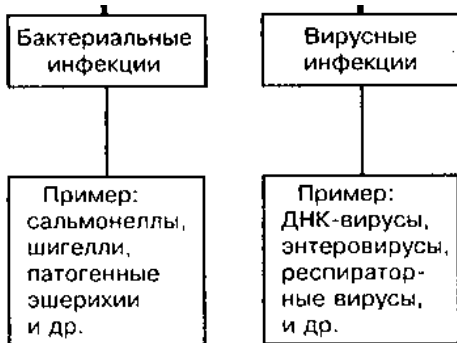 Бактериальные
инфекции
Вирусные
инфекции
Пример:
сальмонеллы,
шигелли,
патогенные
эшерихии
и др.
Пример:
ДНК-вирусы,
энтеровирусы,
респиратор-
ные вирусы,
и др.